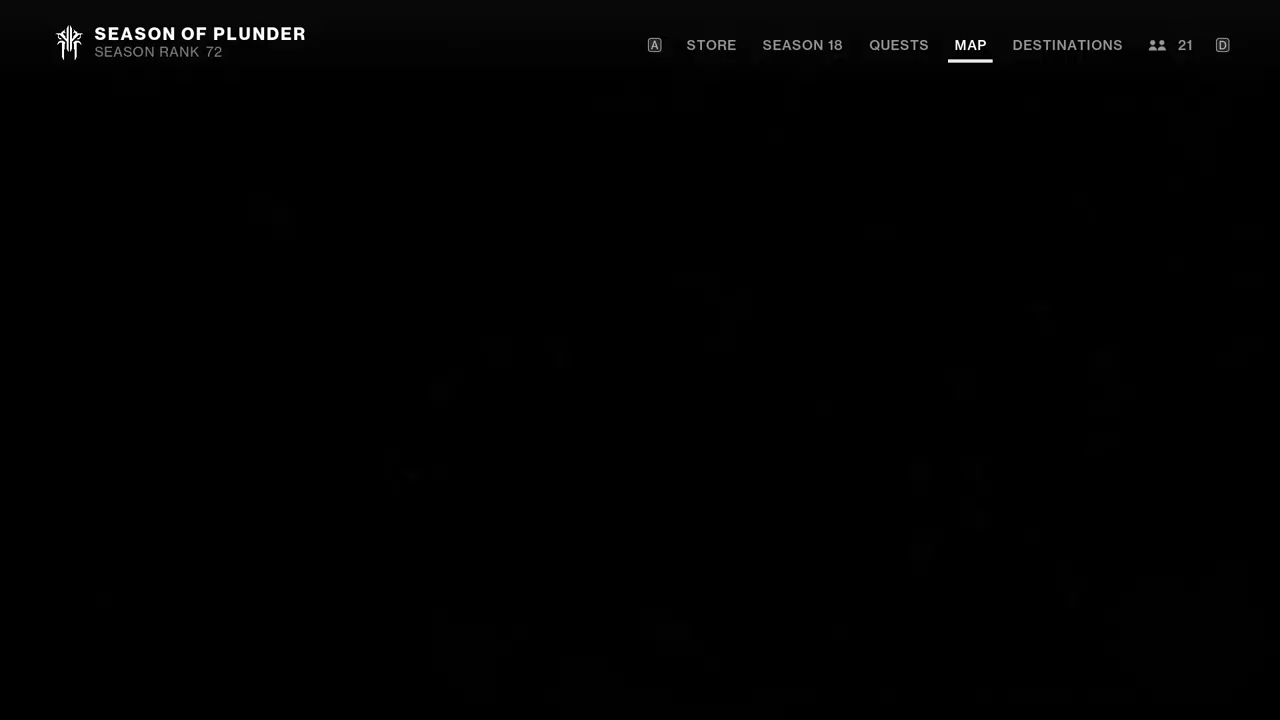 SEASON OF PLUNDER
SEASON RANK 72
A STORE SEASON 18 QUESTS MAP DESTINATIONS 21 D